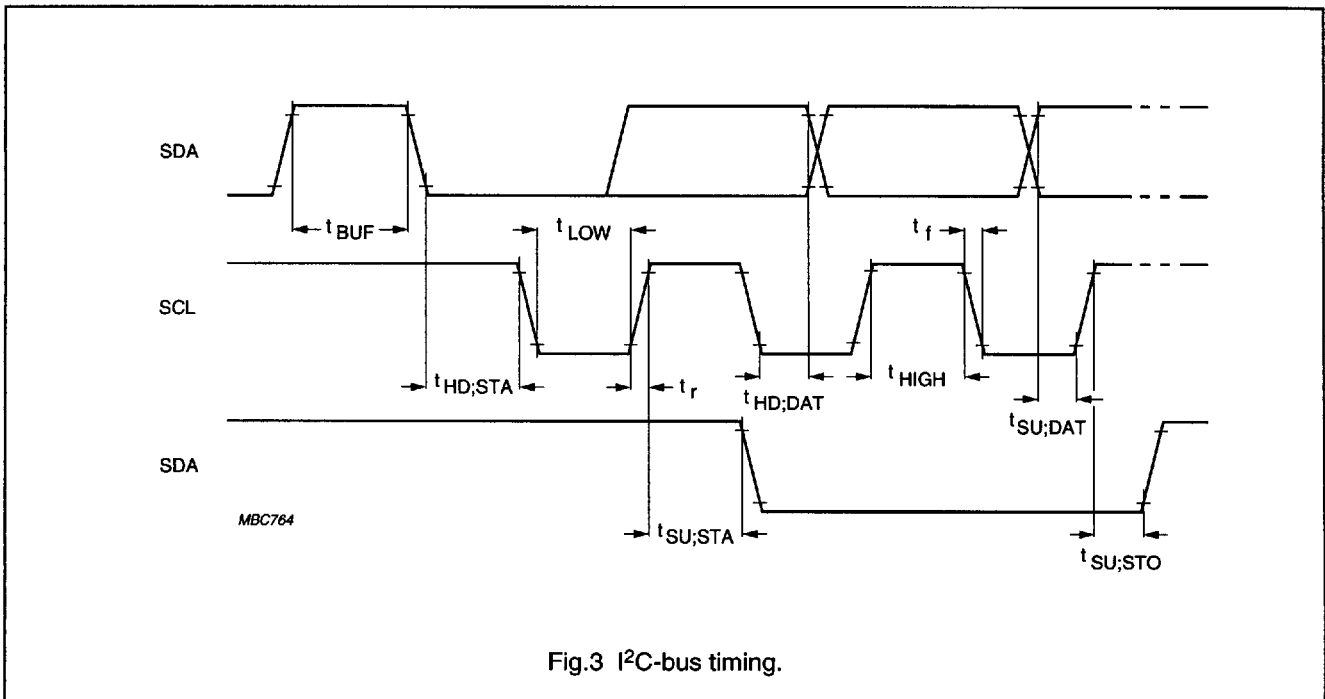 SDA
t BUF
t LOW
t f
SCL
t HD;STA
t r
t HD;DAT
t HIGH
t SU;DAT
SDA
MBC764
t SU;STA
t SU;STO
Fig.3 I²C-bus timing.